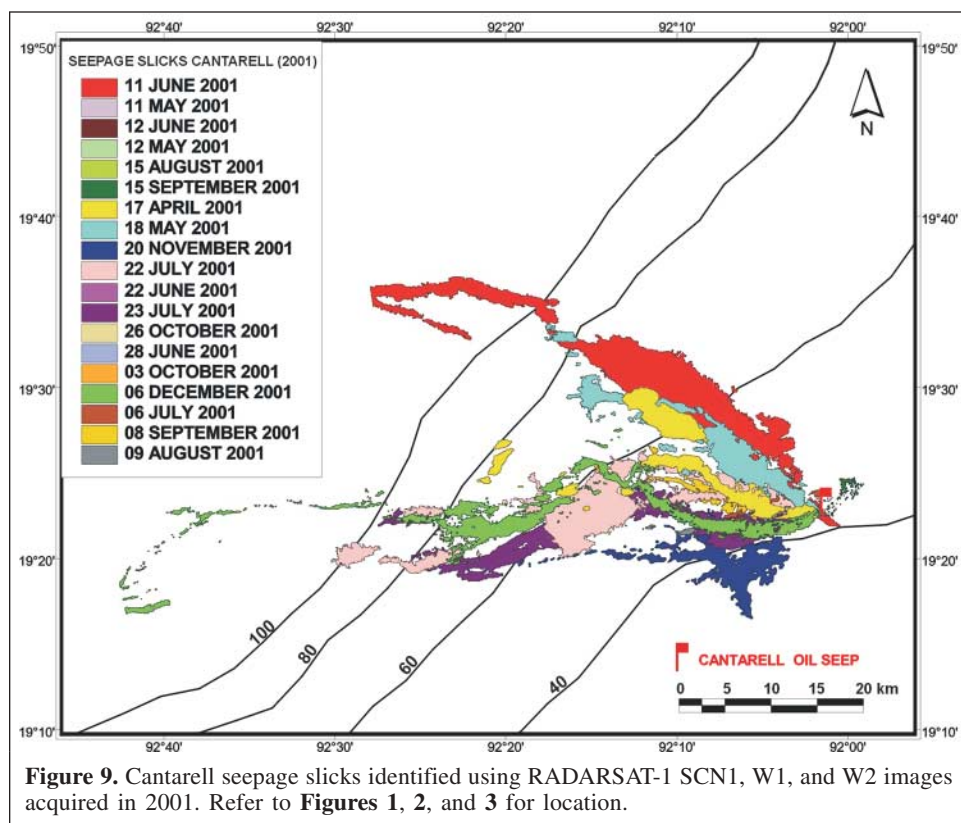 92°40' 92°30' 92°20' 92°10' 92°00'
19°50' 19°50'
SEEPAGE SLICKS CANTARELL (2001)
11 JUNE 2001
11 MAY 2001
12 JUNE 2001
12 MAY 2001
15 AUGUST 2001
15 SEPTEMBER 2001
17 APRIL 2001
18 MAY 2001
20 NOVEMBER 2001
22 JULY 2001
22 JUNE 2001
23 JULY 2001
26 OCTOBER 2001
28 JUNE 2001
03 OCTOBER 2001
06 DECEMBER 2001
06 JULY 2001
08 SEPTEMBER 2001
09 AUGUST 2001
N
19°40' 19°40'
19°30' 19°30'
19°20' 19°20'
100
80
60
40
CANTARELL OIL SEEP
0 5 10 15 20 km
19°10' 19°10'
92°40' 92°30' 92°20' 92°10' 92°00'
Figure 9. Cantarell seepage slicks identified using RADARSAT-1 SCN1, W1, and W2 images
acquired in 2001. Refer to Figures 1, 2, and 3 for location.